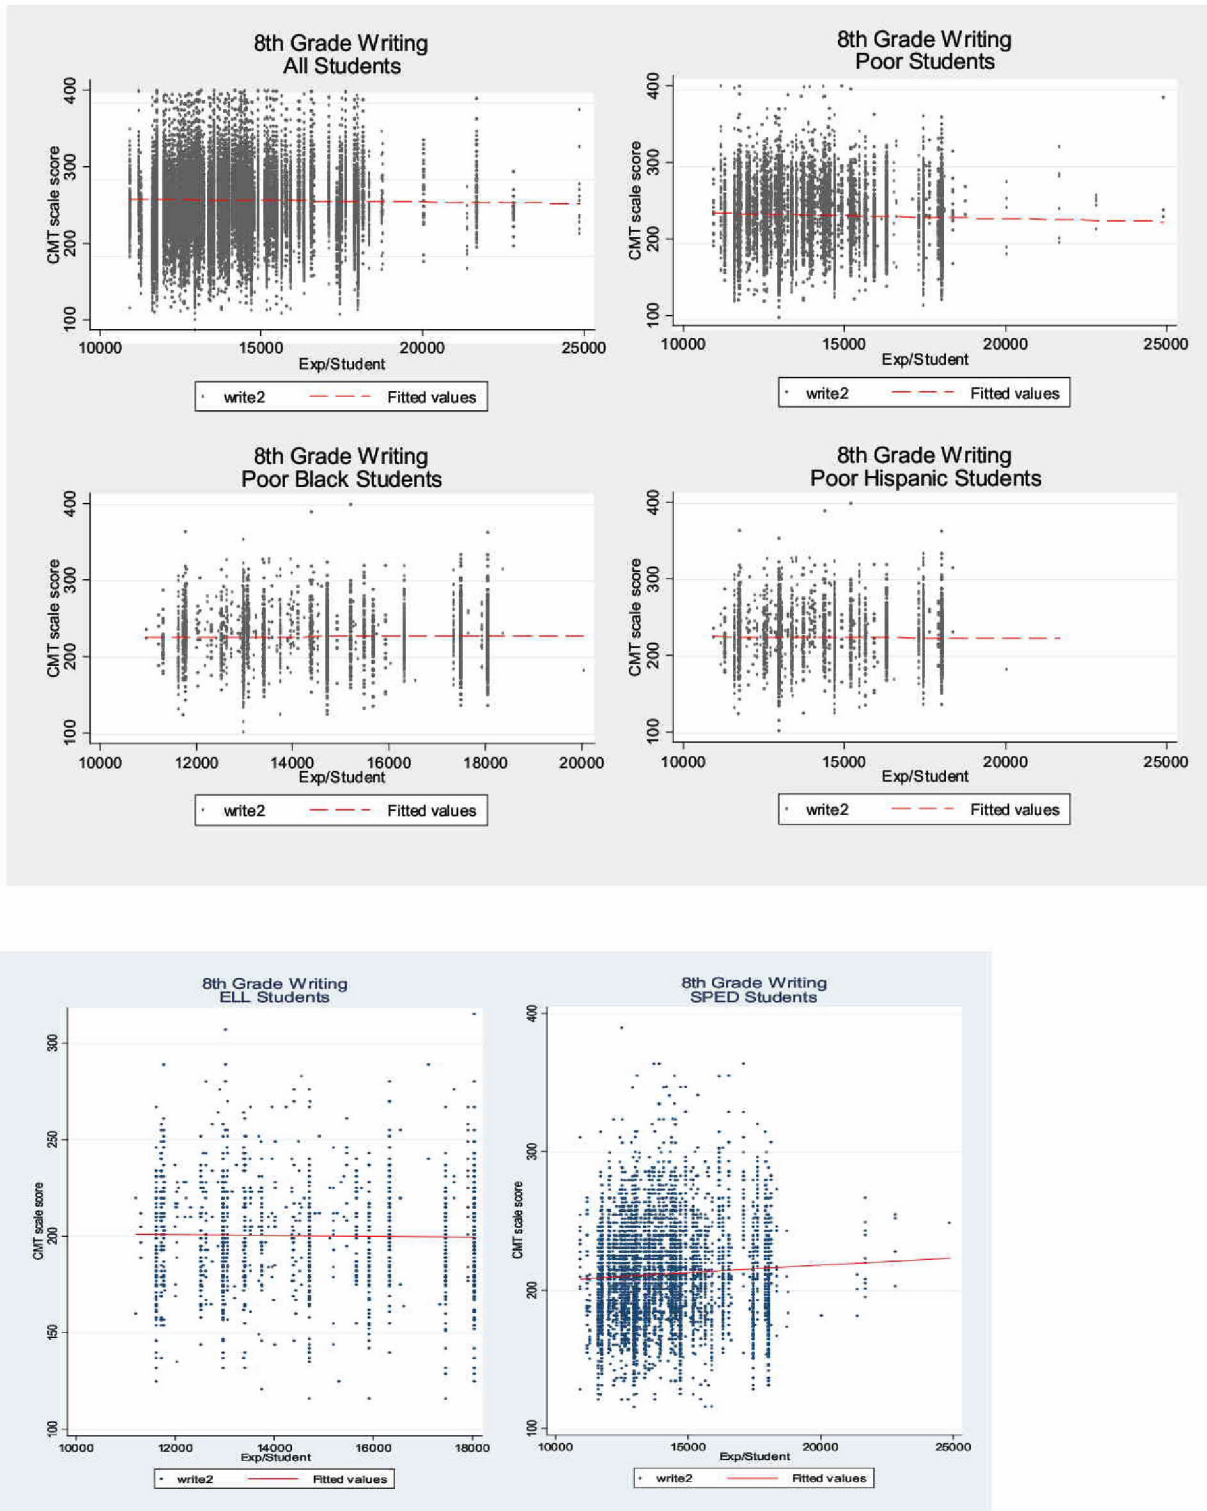 8th Grade Writing
All Students
CMT scale score
400
300
200
100
10000 15000 20000 25000
Exp/Student
write2 Fitted values
8th Grade Writing
Poor Students
CMT scale score
400
300
200
100
10000 15000 20000 25000
Exp/Student
write2 Fitted values
8th Grade Writing
Poor Black Students
CMT scale score
400
300
200
100
10000 12000 14000 16000 18000 20000
Exp/Student
write2 Fitted values
8th Grade Writing
Poor Hispanic Students
CMT scale score
400
300
200
100
10000 15000 20000 25000
Exp/Student
write2 Fitted values
8th Grade Writing
ELL Students
CMT scale score
300
250
200
150
100
10000 12000 14000 16000 18000
Exp/Student
write2 Fitted values
8th Grade Writing
SPED Students
CMT scale score
400
300
200
100
10000 15000 20000 25000
Exp/Student
write2 Fitted values